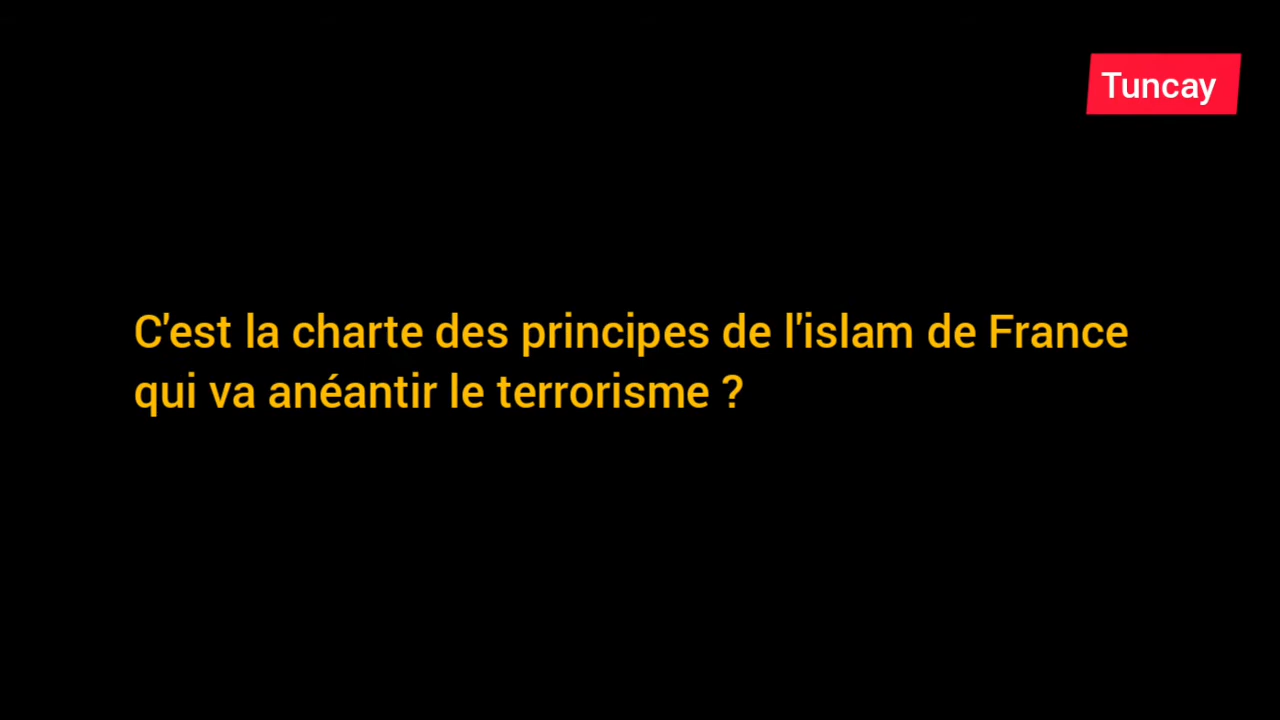 Tuncay
C'est la charte des principes de l'islam de France
qui va anéantir le terrorisme ?